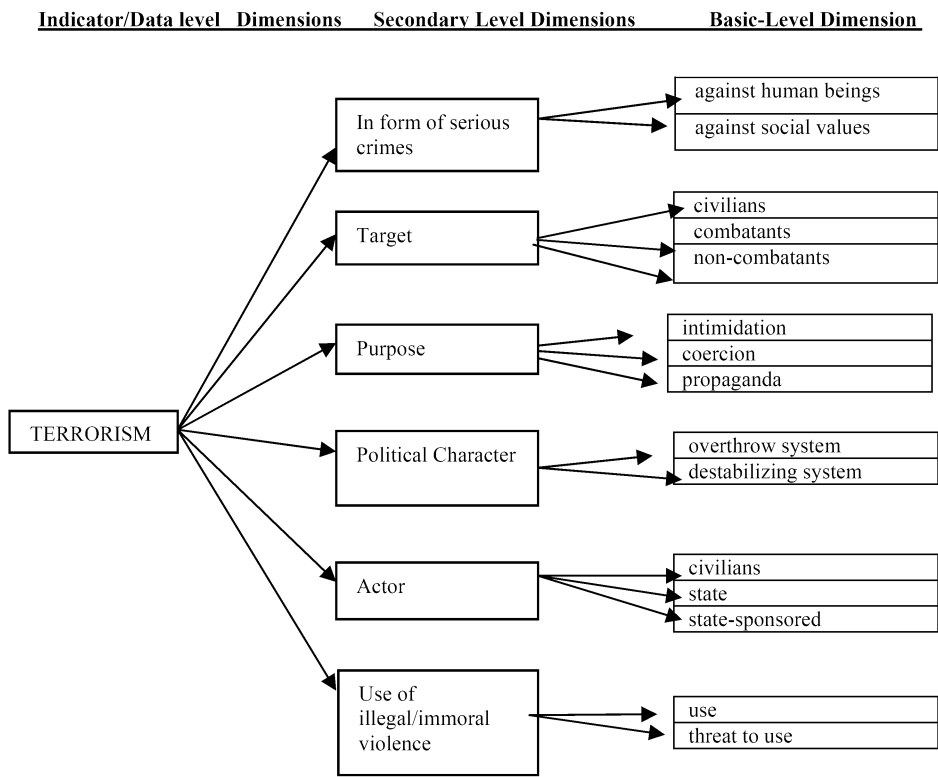 Indicator/Data level Dimensions Secondary Level Dimensions Basic-Level Dimension
In form of serious
crimes
against human beings
against social values
Target
civilians
combatants
non-combatants
Purpose
intimidation
coercion
propaganda
TERRORISM
Political Character
overthrow system
destabilizing system
Actor
civilians
state
state-sponsored
Use of
illegal/immoral
violence
use
threat to use